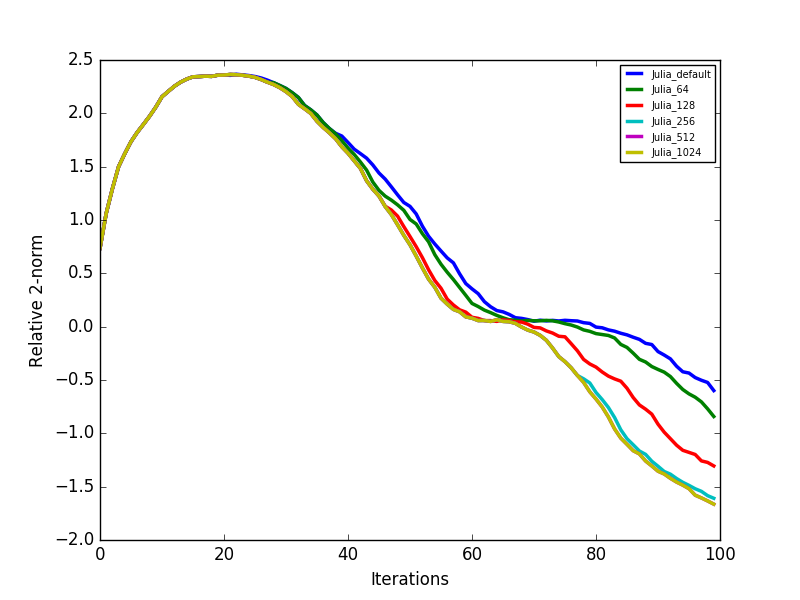 2.5
2.0
1.5
1.0
0.5
0.0
−0.5
−1.0
−1.5
−2.0
Relative 2-norm
Julia_default
Julia_64
Julia_128
Julia_256
Julia_512
Julia_1024
0 20 40 60 80 100
Iterations